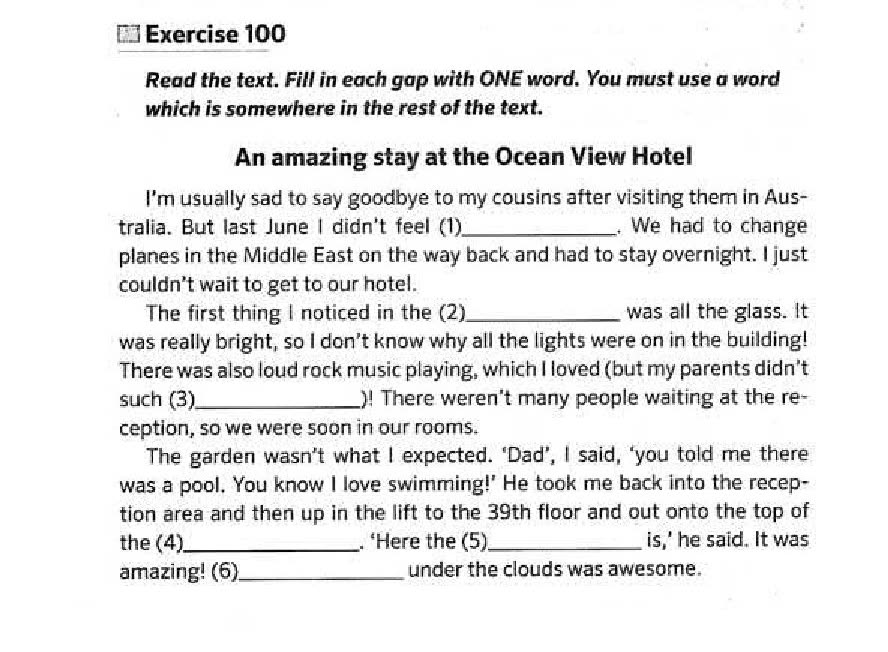 Exercise 100
Read the text. Fill in each gap with ONE word. You must use a word
which is somewhere in the rest of the text.
An amazing stay at the Ocean View Hotel
I'm usually sad to say goodbye to my cousins after visiting them in Aus-
tralia. But last June I didn't feel (1)______________. We had to change
planes in the Middle East on the way back and had to stay overnight. I just
couldn't wait to get to our hotel.
The first thing I noticed in the (2)______________ was all the glass. It
was really bright, so I don't know why all the lights were on in the building!
There was also loud rock music playing, which I loved (but my parents didn't
such (3)______________)! There weren't many people waiting at the re-
ception, so we were soon in our rooms.
The garden wasn't what I expected. 'Dad', I said, 'you told me there
was a pool. You know I love swimming!' He took me back into the recep-
tion area and then up in the lift to the 39th floor and out onto the top of
the (4)______________. 'Here the (5)______________ is,' he said. It was
amazing! (6)______________ under the clouds was awesome.